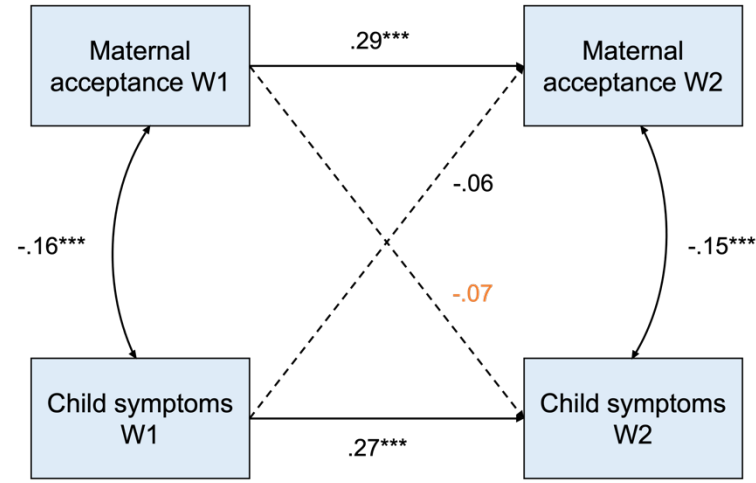 .29***
Maternal
acceptance W1
Maternal
acceptance W2
-.06
-.16***
-.15***
-.07
Child symptoms
W1
Child symptoms
W2
.27***